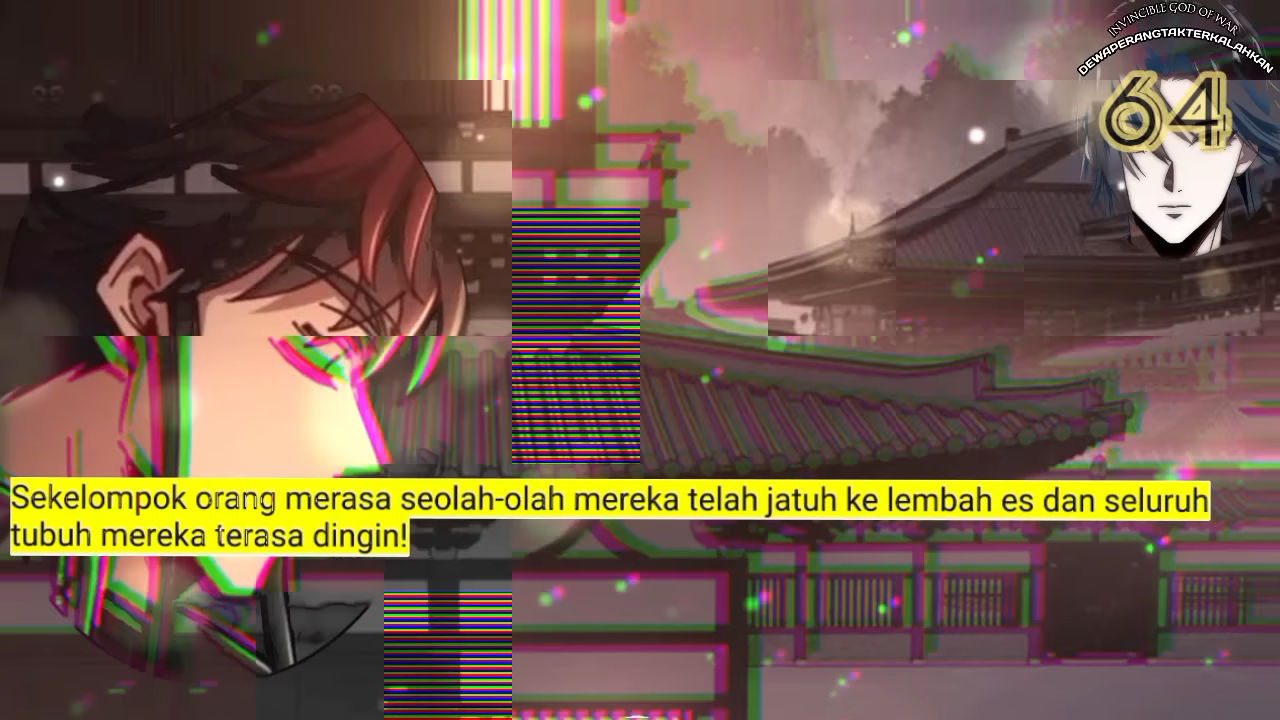 INVINCIBLE GOD OF WAR
DEWAPERANGTAKTERKALAHKAN
64
Sekelompok orang merasa seolah-olah mereka telah jatuh ke lembah es dan seluruh
tubuh mereka terasa dingin!